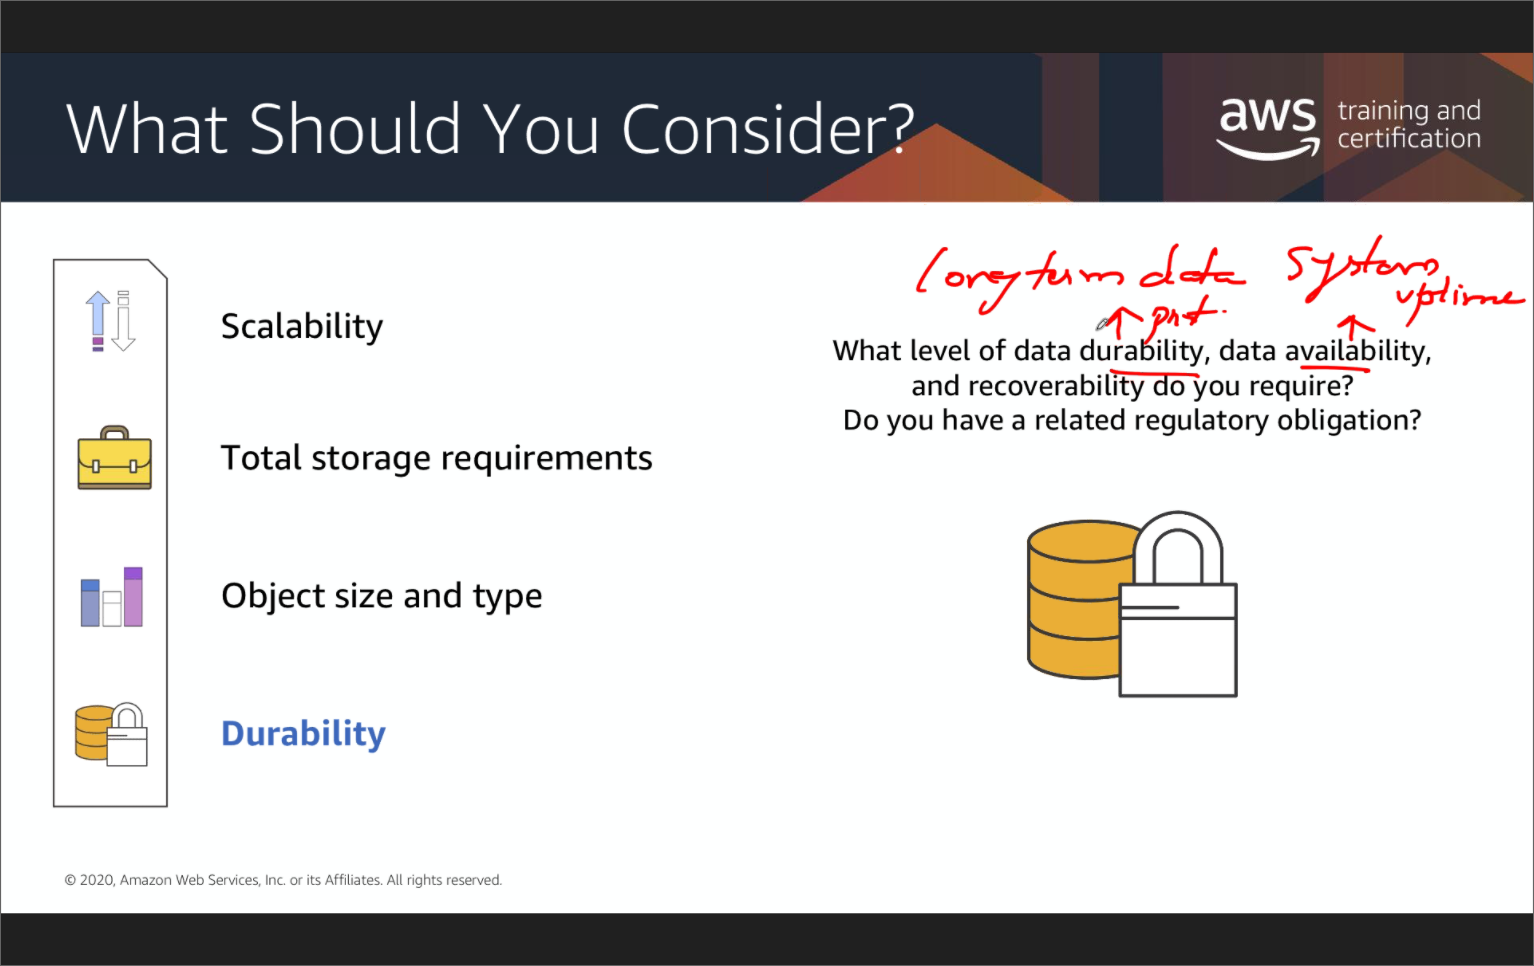 What Should You Consider?
aws training and
certification
Scalability
Total storage requirements
Object size and type
Durability
Long term data
prot.
System
uptime
What level of data durability, data availability,
and recoverability do you require?
Do you have a related regulatory obligation?
© 2020, Amazon Web Services, Inc. or its Affiliates. All rights reserved.